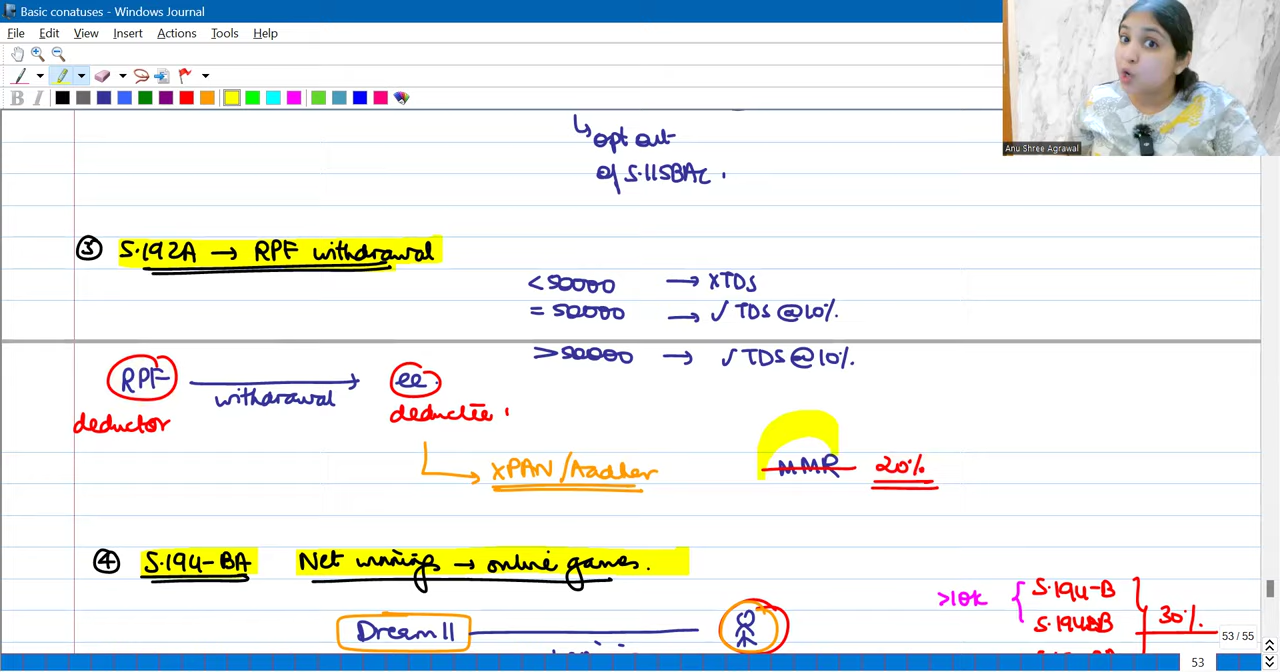 Basic conatuses - Windows Journal
File Edit View Insert Actions Tools Help
B I
Anu Shree Agrawal
↳ opt out
of S.115BAC.
③ S.192A → RPF withdrawal
< 50000 → XTDS
= 50000 → √ TDS @10%.
> 50000 → √ TDS @10%.
RPF withdrawal ee.
deductor deductee
XPAN/Aadhar
MMR 20%
④ S.194-BA Net winnings → online games.
>10k { S.194-B
S.194BB 30%.
Dream 11
53 / 55
53